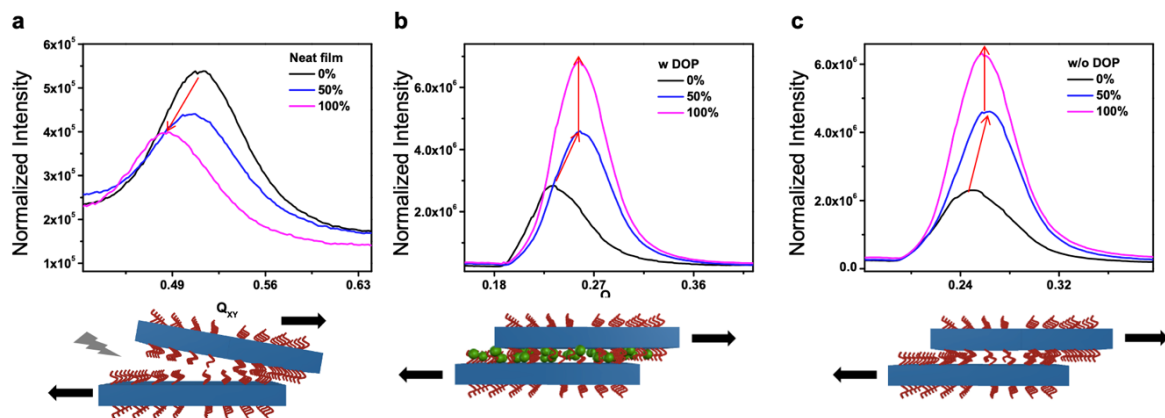 a
Normalized Intensity
6x10⁵
5x10⁵
4x10⁵
3x10⁵
2x10⁵
1x10⁵
Neat film
0%
50%
100%
0.49
0.56
0.63
Q_XY
b
Normalized Intensity
6.0x10⁶
4.0x10⁶
2.0x10⁶
w DOP
0%
50%
100%
0.18
0.27
0.36
c
Normalized Intensity
6.0x10⁶
4.0x10⁶
2.0x10⁶
0.0
w/o DOP
0%
50%
100%
0.24
0.32